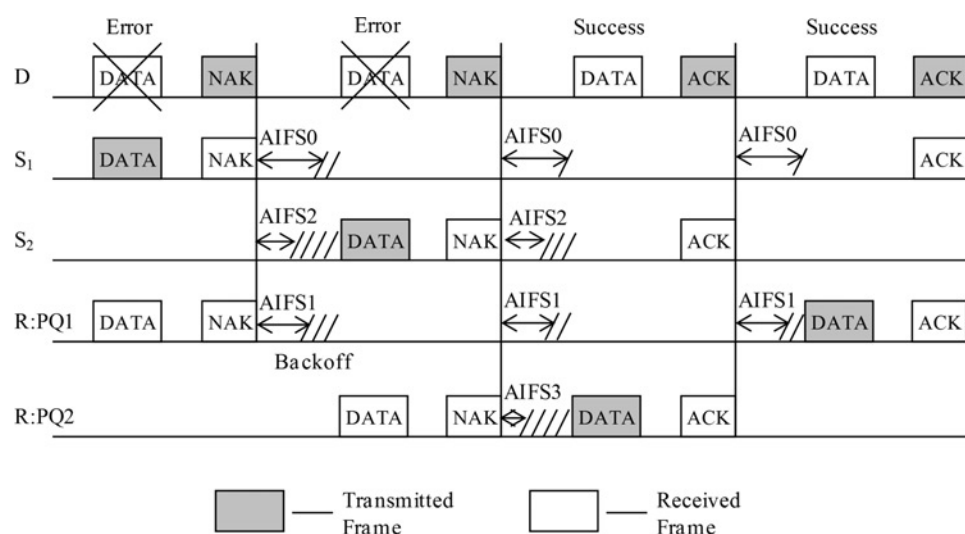 Error Error Success Success
D DATA NAK DATA NAK DATA ACK DATA ACK
AIFS0 AIFS0 AIFS0
S1 DATA NAK ACK
AIFS2 AIFS2
S2 DATA NAK ACK
AIFS1 AIFS1 AIFS1
R:PQ1 DATA NAK DATA ACK
Backoff
AIFS3
R:PQ2 DATA NAK DATA ACK
Transmitted Frame
Received Frame